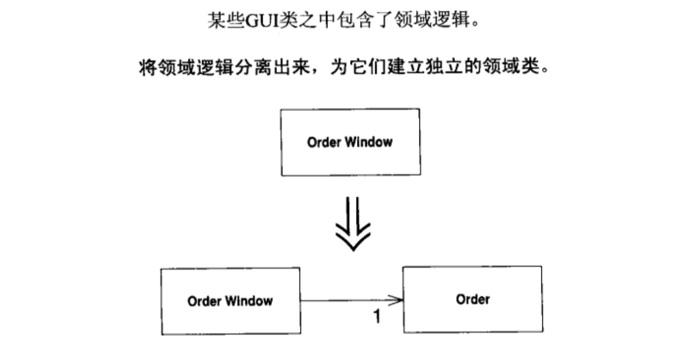 某些GUI类之中包含了领域逻辑。
将领域逻辑分离出来，为它们建立独立的领域类。
Order Window
Order Window
1
Order